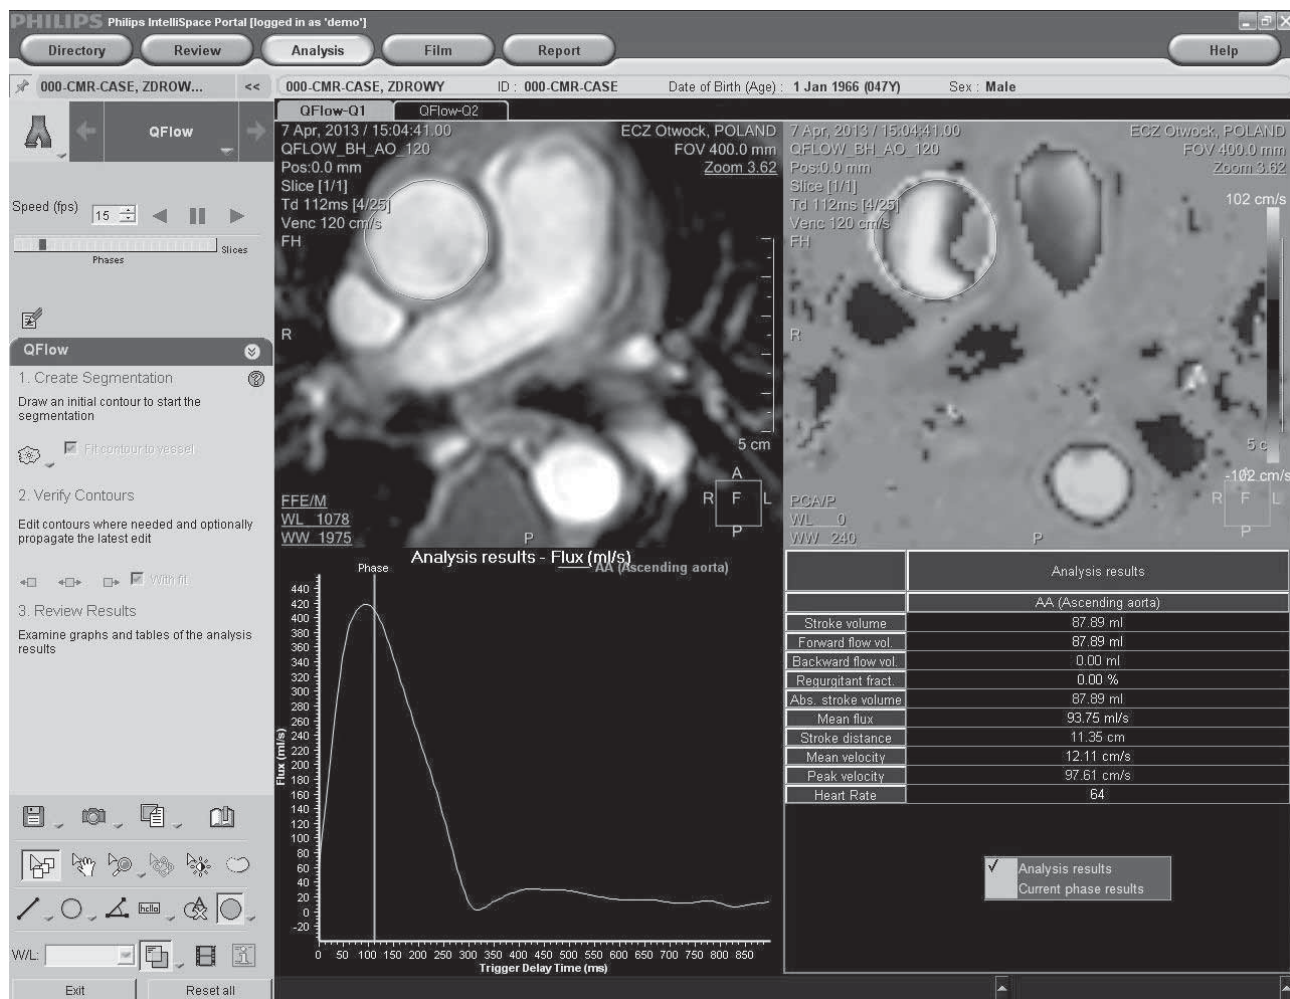 PHILIPS Philips IntelliSpace Portal [logged in as 'demo']
Directory Review Analysis Film Report Help
000-CMR-CASE, ZDROW... << 000-CMR-CASE, ZDROWY ID : 000-CMR-CASE Date of Birth (Age) : 1 Jan 1966 (047Y) Sex : Male
QFlow
Speed (fps) 15
Slices
Phases
QFlow
1. Create Segmentation
Draw an initial contour to start the
segmentation
Fit contour to vessel
2. Verify Contours
Edit contours where needed and optionally
propagate the latest edit
With fit
3. Review Results
Examine graphs and tables of the analysis
results
hello
W/L:
Exit Reset all
QFlow-Q1 QFlow-Q2
7 Apr, 2013 / 15:04:41.00 ECZ Otwock, POLAND
QFLOW_BH_AO_120 FOV 400.0 mm
Pos:0.0 mm Zoom 3.62
Slice [1/1]
Td 112ms [4/25]
Venc 120 cm/s
FH
R
5 cm
A
R F L
P
FFE/M
WL 1078
WW 1975
P
7 Apr, 2013 / 15:04:41.00 ECZ Otwock, POLAND
QFLOW_BH_AO_120 FOV 400.0 mm
Pos:0.0 mm Zoom 3.62
Slice [1/1]
Td 112ms [4/25] 102 cm/s
Venc 120 cm/s
FH
R
5 c
-102 cm/s
A
R F L
P
PCA/P
WL 0
WW 240
P
Analysis results - Flux (ml/s)
Phase
AA (Ascending aorta)
440
420
400
380
360
340
320
300
280
260
240
220
200
180
160
140
120
100
80
60
40
20
0
-20
Flux (ml/s)
0 50 100 150 200 250 300 350 400 450 500 550 600 650 700 750 800 850
Trigger Delay Time (ms)
Analysis results
AA (Ascending aorta)
Stroke volume 87.89 ml
Forward flow vol. 87.89 ml
Backward flow vol. 0.00 ml
Regurgitant fract. 0.00 %
Abs. stroke volume 87.89 ml
Mean flux 93.75 ml/s
Stroke distance 11.35 cm
Mean velocity 12.11 cm/s
Peak velocity 97.61 cm/s
Heart Rate 64
Analysis results
Current phase results